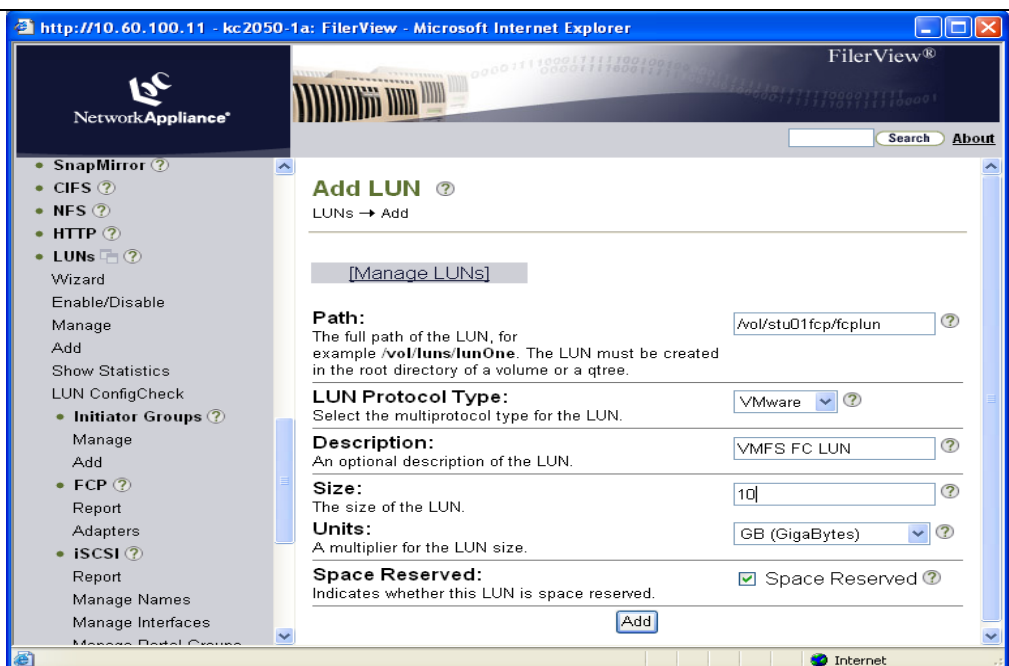 http://10.60.100.11 - kc2050-1a: FilerView - Microsoft Internet Explorer
FilerView®
NetworkAppliance®
Search About
SnapMirror ?
CIFS ?
NFS ?
HTTP ?
LUNs ?
Wizard
Enable/Disable
Manage
Add
Show Statistics
LUN ConfigCheck
Initiator Groups ?
Manage
Add
FCP ?
Report
Adapters
iSCSI ?
Report
Manage Names
Manage Interfaces
Manage Portal Groups
Add LUN ?
LUNs → Add
[Manage LUNs]
Path:
The full path of the LUN, for
example /vol/luns/lunOne. The LUN must be created
in the root directory of a volume or a qtree.
/vol/stu01fcp/fcplun ?
LUN Protocol Type:
Select the multiprotocol type for the LUN.
VMware ?
Description:
An optional description of the LUN.
VMFS FC LUN ?
Size:
The size of the LUN.
10 ?
Units:
A multiplier for the LUN size.
GB (GigaBytes) ?
Space Reserved:
Indicates whether this LUN is space reserved.
Space Reserved ?
Add
Internet